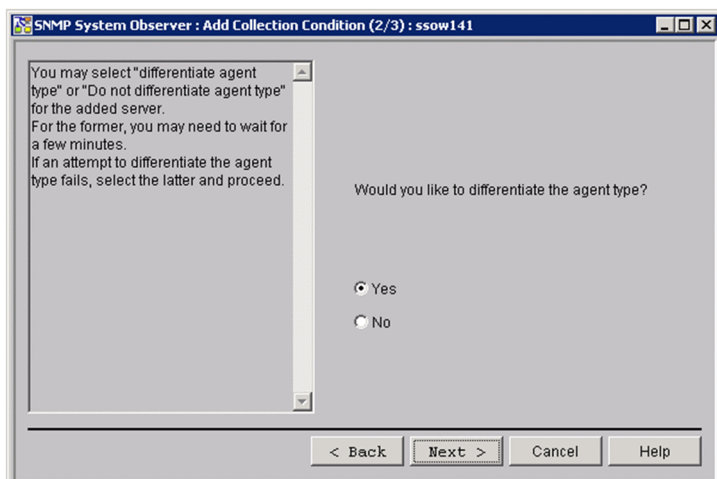 SNMP System Observer : Add Collection Condition (2/3) : ssow141
You may select "differentiate agent
type" or "Do not differentiate agent type"
for the added server.
For the former, you may need to wait for
a few minutes.
If an attempt to differentiate the agent
type fails, select the latter and proceed.
Would you like to differentiate the agent type?
Yes
No
< Back
Next >
Cancel
Help